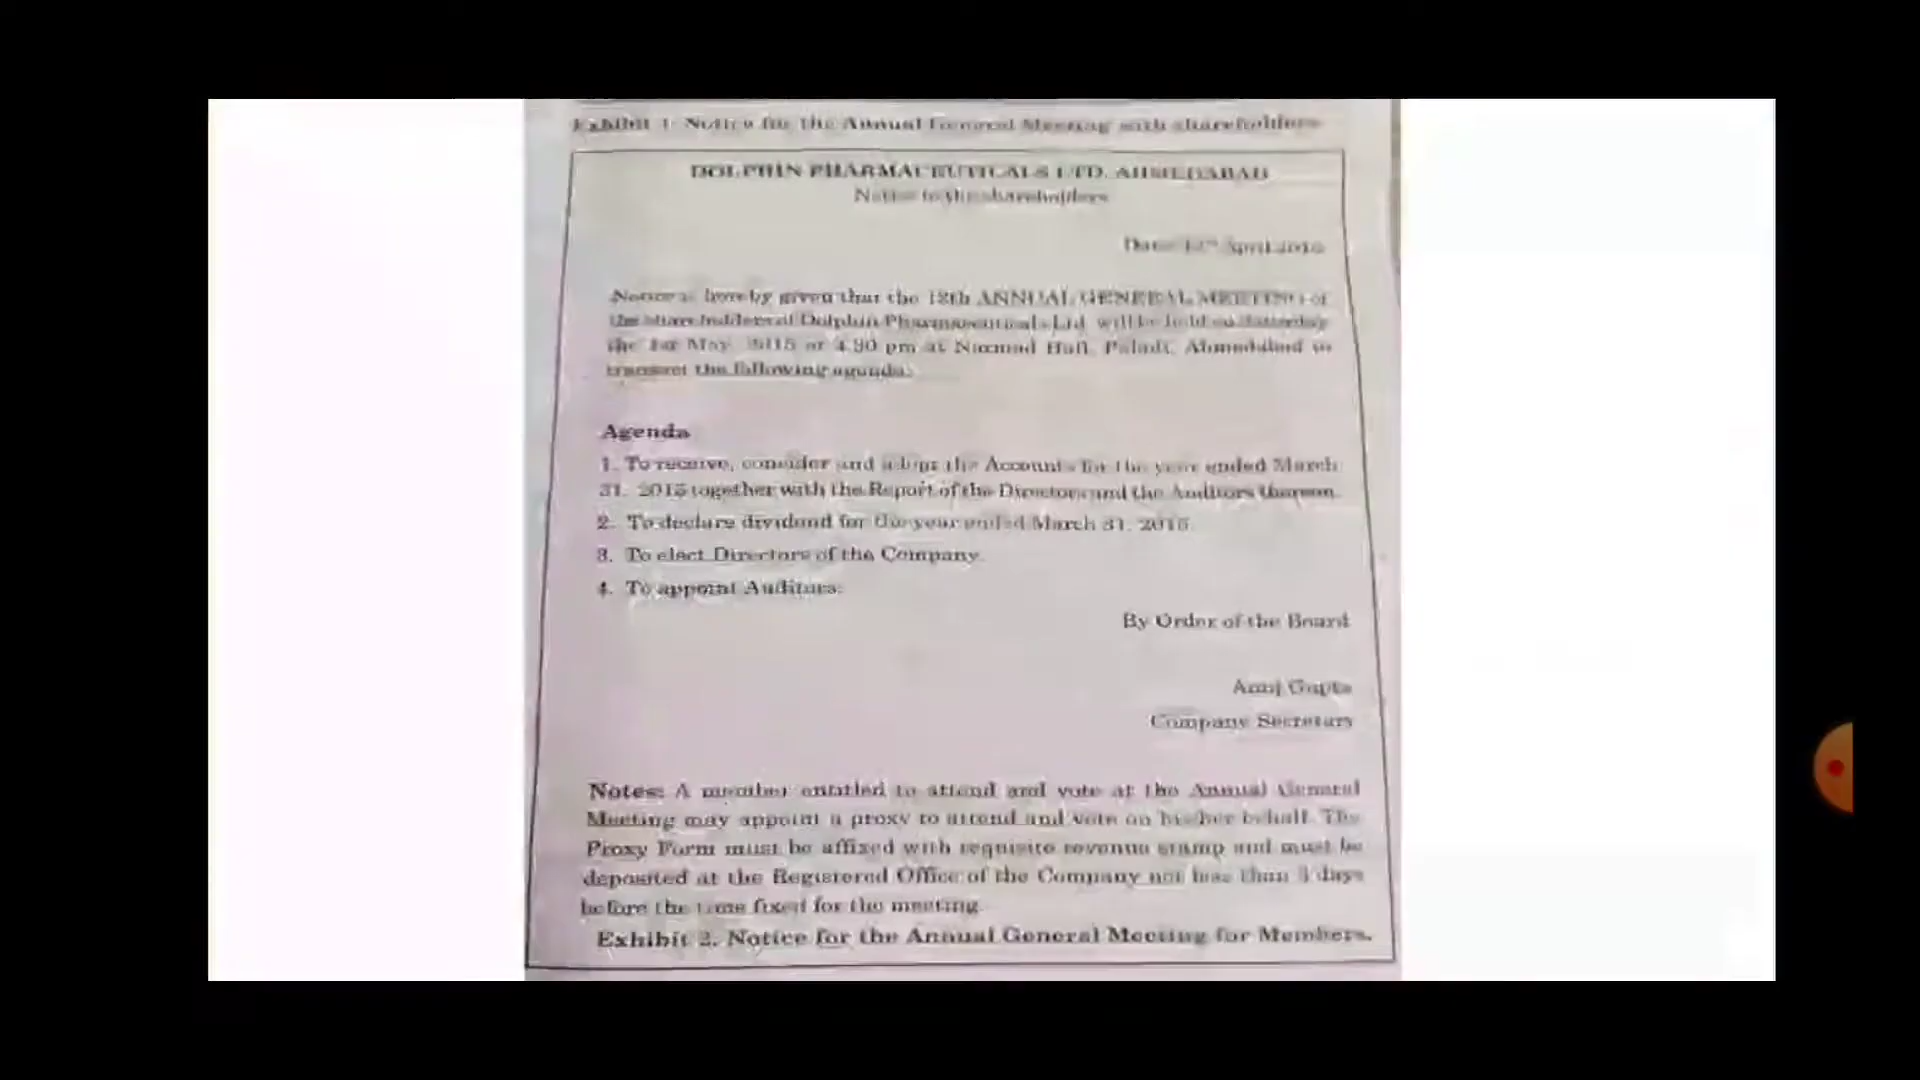 Exhibit 1. Notice for the Annual General Meeting with shareholders
DOLPHIN PHARMACEUTICALS LTD. AHMEDABAD
Notice to the shareholders
Date: April
Notice is hereby given that the ANNUAL GENERAL MEETING of
the shareholders of Dolphin Pharmaceuticals Ltd. will be held on Saturday
the 1st May, 2015 at pm at Hall, Paladi, Ahmedabad to
transact the following agenda.
Agenda
1. To receive, consider and adopt the Accounts for the year ended March
31, 2015 together with the Report of the Directors and the Auditors thereon.
2. To declare dividend for the year ended March 31, 2015
3. To elect Directors of the Company.
4. To appoint Auditors.
By Order of the Board
Anuj Gupta
Company Secretary
Notes: A member entitled to attend and vote at the Annual General
Meeting may appoint a proxy to attend and vote on his/her behalf. The
Proxy Form must be affixed with requisite revenue stamp and must be
deposited at the Registered Office of the Company not less than days
before the time fixed for the meeting.
Exhibit 2. Notice for the Annual General Meeting for Members.